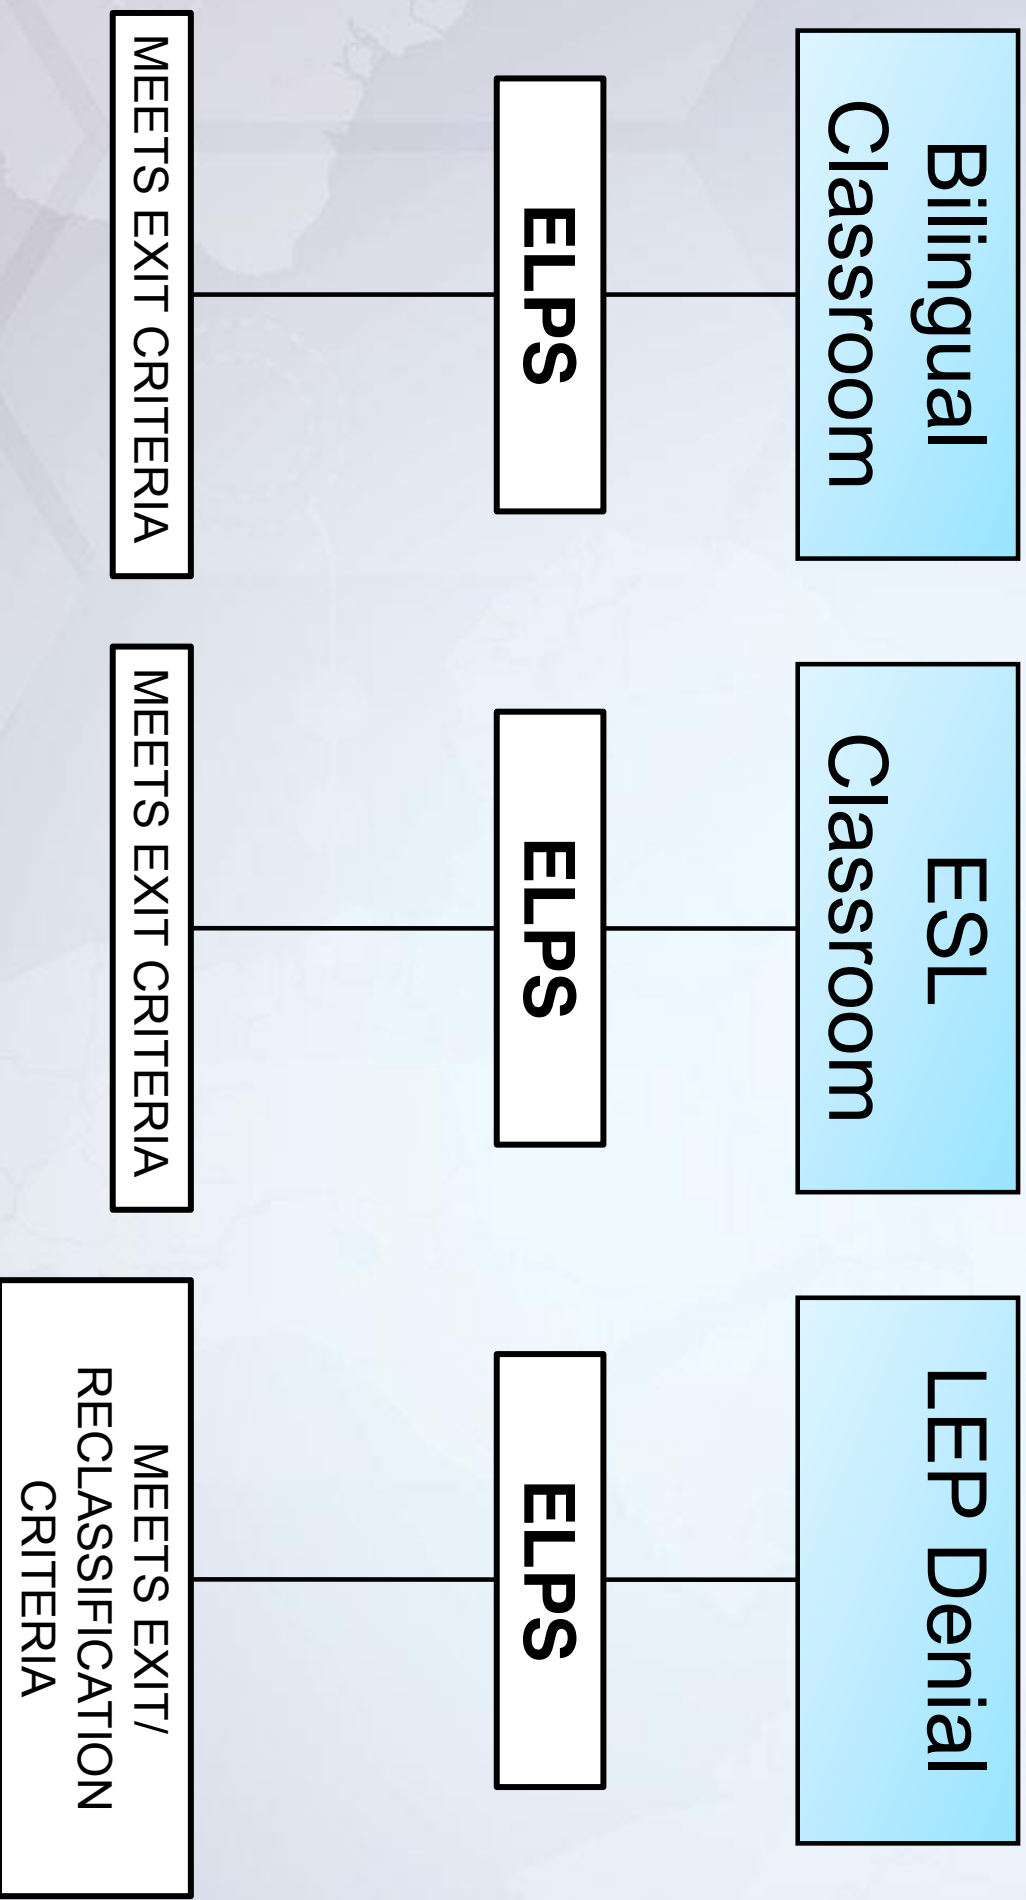 Bilingual
Classroom
ESL
Classroom
LEP Denial
ELPS
ELPS
ELPS
MEETS EXIT CRITERIA
MEETS EXIT CRITERIA
MEETS EXIT/
RECLASSIFICATION
CRITERIA